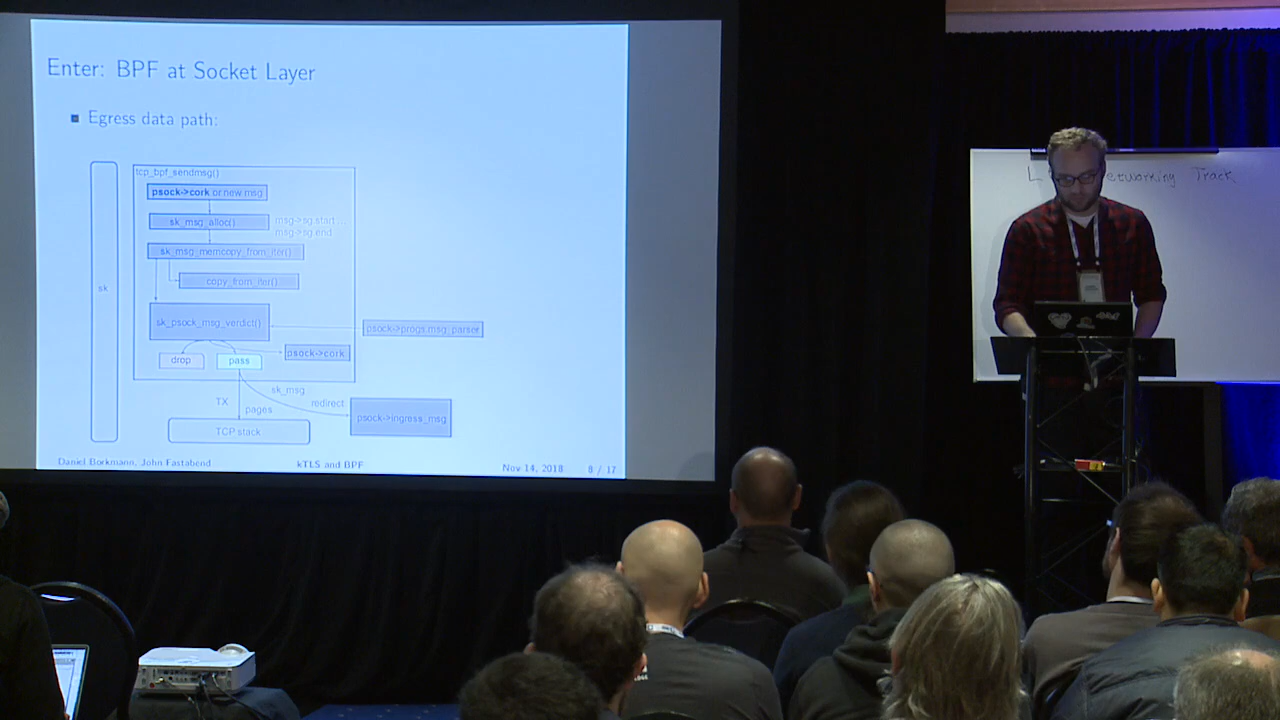 Enter: BPF at Socket Layer
Egress data path:
tcp_bpf_sendmsg()
psock->cork or new msg
sk_msg_alloc()
msg->sg.start ...
msg->sg.end
sk_msg_memcopy_from_iter()
copy_from_iter()
sk
sk_psock_msg_verdict()
psock->progs.msg_parser
drop
pass
psock->cork
sk_msg
TX
redirect
pages
psock->ingress_msg
TCP stack
Daniel Borkmann, John Fastabend
kTLS and BPF
Nov 14, 2018
8 / 17
Track